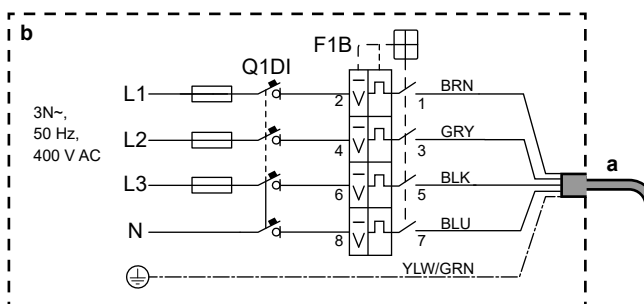 b
F1B
Q1DI
L1 2 1 BRN
3N~,
50 Hz,
400 V AC
L2 4 3 GRY
L3 6 5 BLK
a
N 8 7 BLU
YLW/GRN